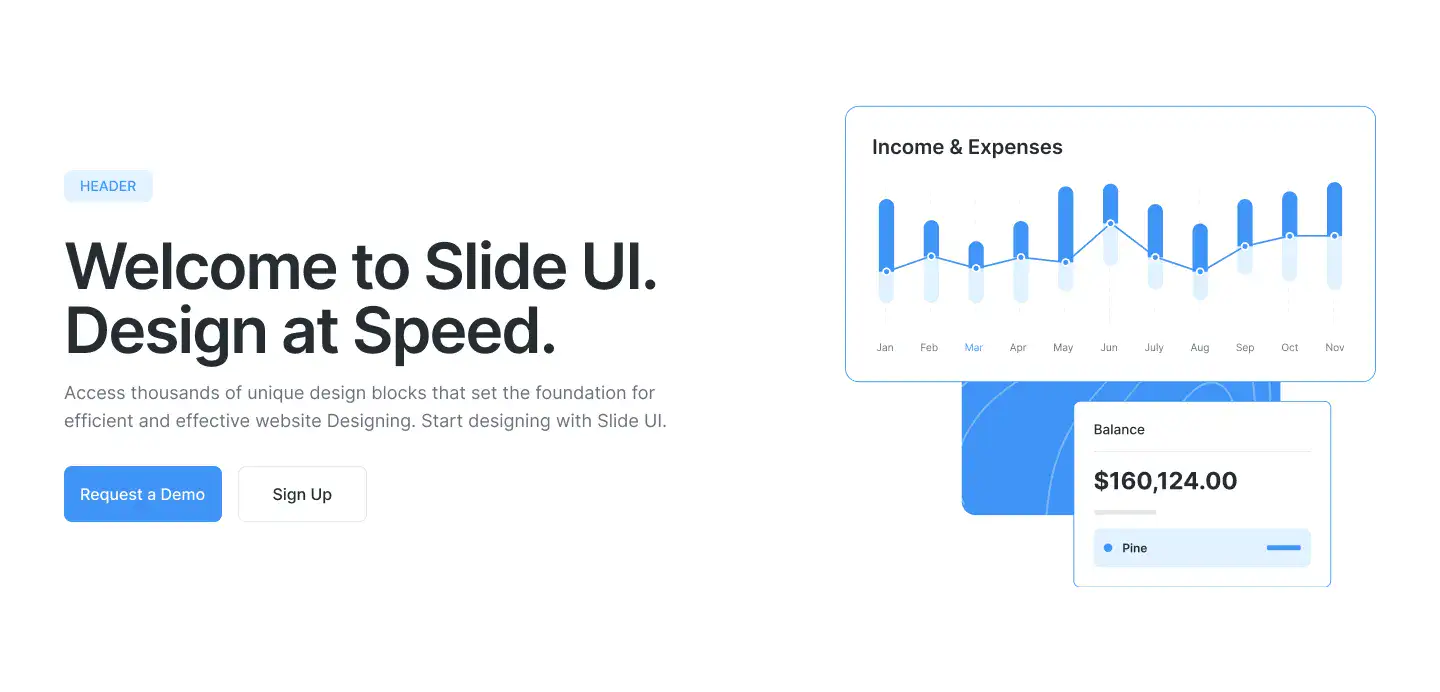 HEADER
Welcome to Slide UI.
Design at Speed.
Access thousands of unique design blocks that set the foundation for
efficient and effective website Designing. Start designing with Slide UI.
Request a Demo
Sign Up
Income & Expenses
Jan Feb Mar Apr May Jun July Aug Sep Oct Nov
Balance
$160,124.00
Pine